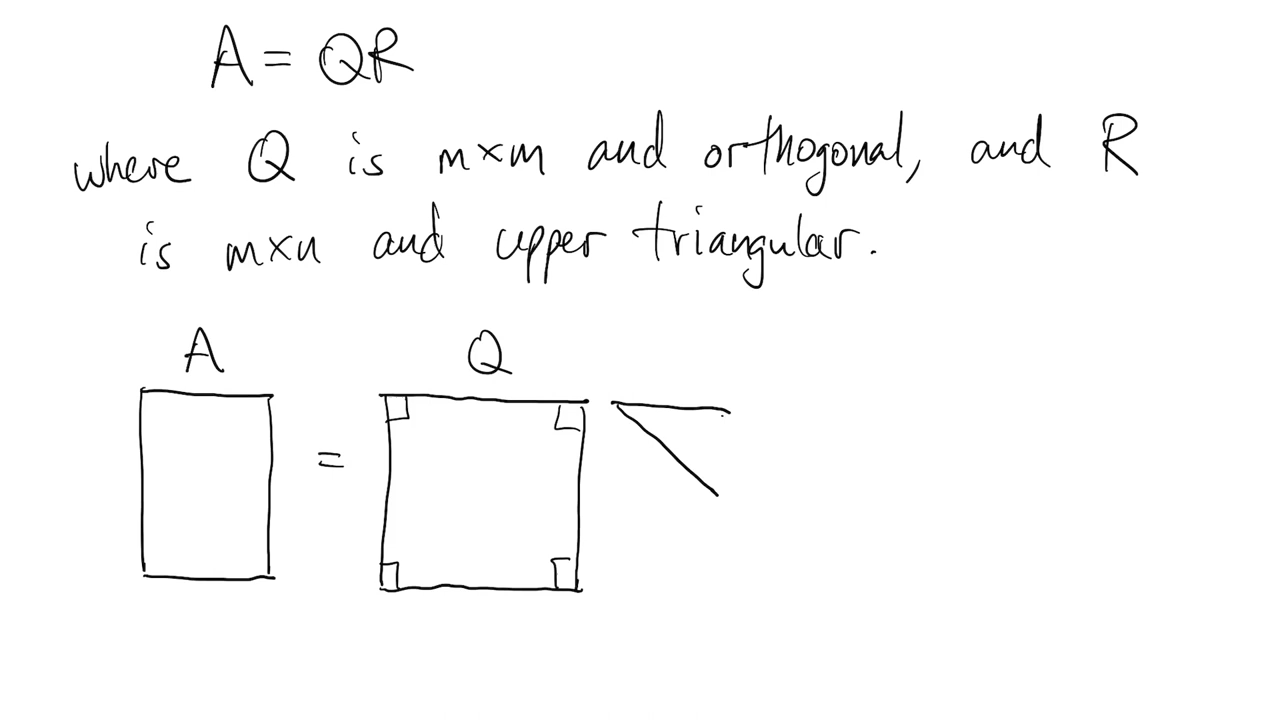 A = QR
where Q is m×m and orthogonal, and R
is m×n and upper triangular.
A Q
=